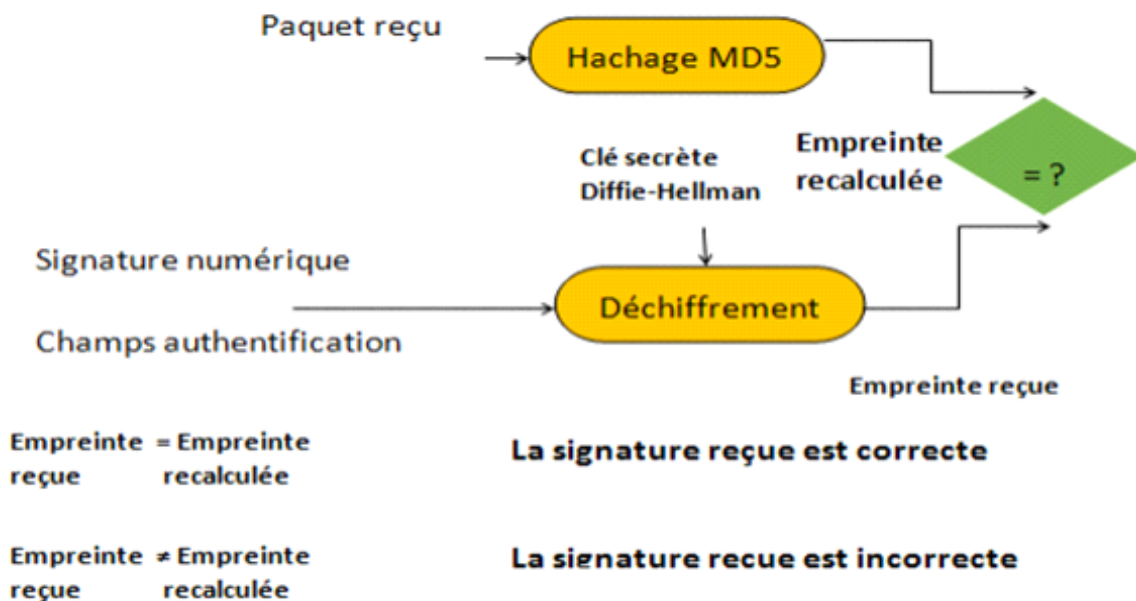 Paquet reçu
Hachage MD5
Clé secrète
Diffie-Hellman
Empreinte
recalculée
= ?
Signature numérique
Déchiffrement
Champs authentification
Empreinte reçue
Empreinte = Empreinte
reçue recalculée
La signature reçue est correcte
Empreinte ≠ Empreinte
reçue recalculée
La signature recue est incorrecte